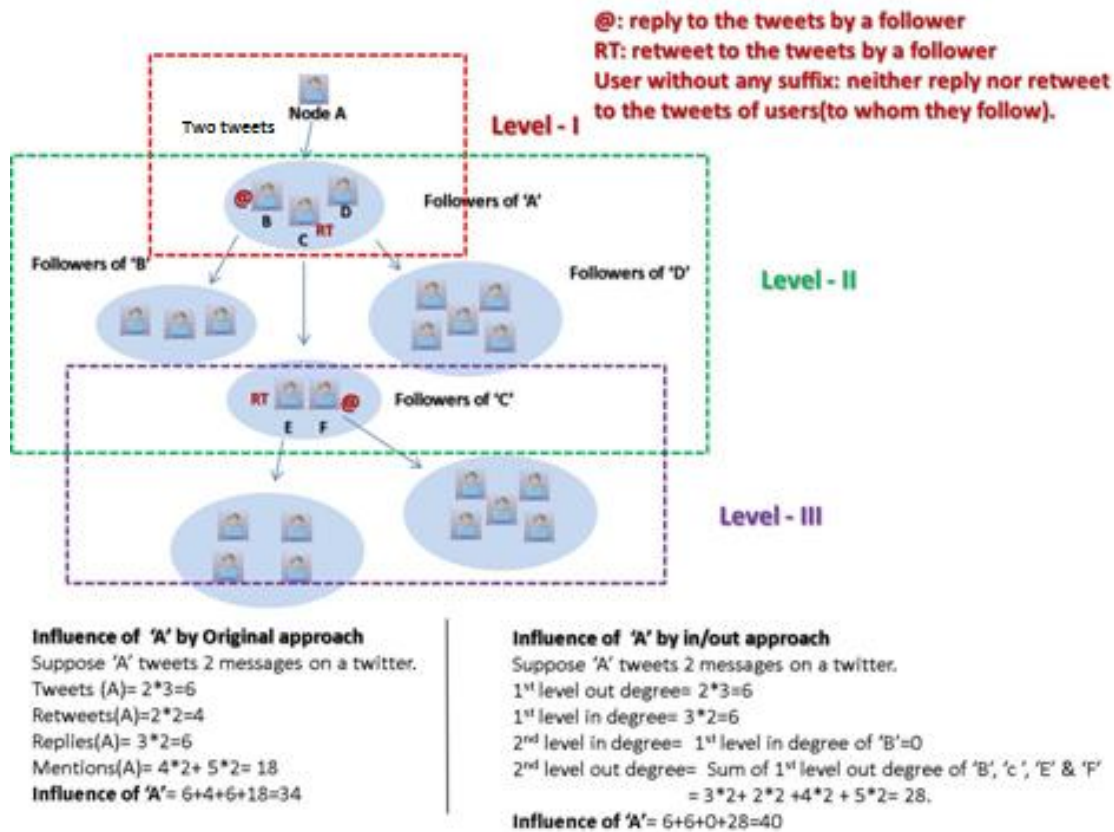 @: reply to the tweets by a follower
RT: retweet to the tweets by a follower
User without any suffix: neither reply nor retweet
to the tweets of users(to whom they follow).
Node A
Two tweets
Level - I
@
B
C
RT
D
Followers of 'A'
Followers of 'B'
Followers of 'D'
Level - II
RT
E
F
@
Followers of 'C'
Level - III
Influence of 'A' by Original approach
Suppose 'A' tweets 2 messages on a twitter.
Tweets (A)= 2*3=6
Retweets(A)=2*2=4
Replies(A)= 3*2=6
Mentions(A)= 4*2+ 5*2= 18
Influence of 'A'= 6+4+6+18=34
Influence of 'A' by in/out approach
Suppose 'A' tweets 2 messages on a twitter.
1st level out degree= 2*3=6
1st level in degree= 3*2=6
2nd level in degree= 1st level in degree of 'B'=0
2nd level out degree= Sum of 1st level out degree of 'B', 'c', 'E' & 'F'
= 3*2+ 2*2 +4*2 + 5*2= 28.
Influence of 'A'= 6+6+0+28=40